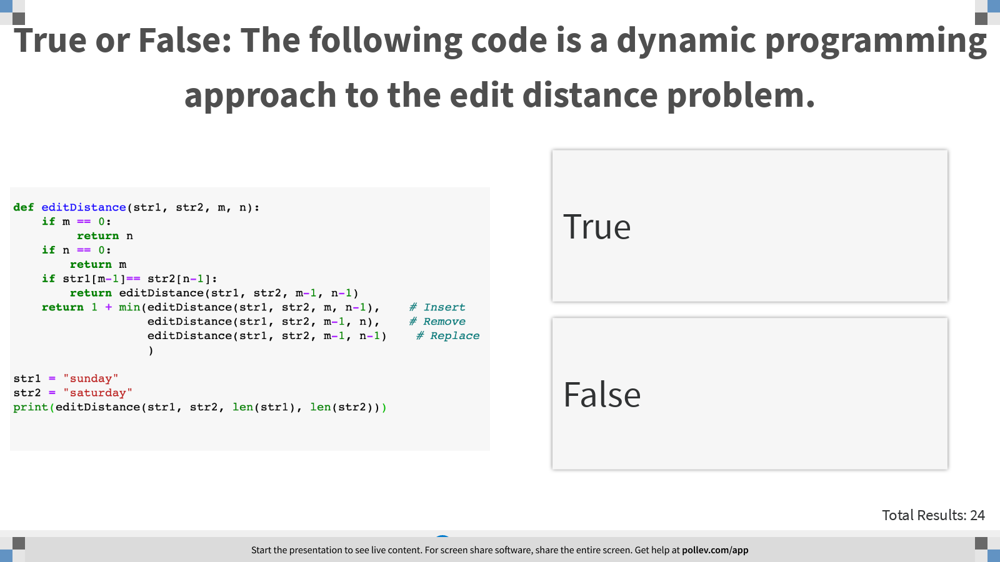 True or False: The following code is a dynamic programming
approach to the edit distance problem.
def editDistance(str1, str2, m, n):
    if m == 0:
         return n
    if n == 0:
        return m
    if str1[m-1]== str2[n-1]:
        return editDistance(str1, str2, m-1, n-1)
    return 1 + min(editDistance(str1, str2, m, n-1),    # Insert
                   editDistance(str1, str2, m-1, n),    # Remove
                   editDistance(str1, str2, m-1, n-1)    # Replace
                   )
str1 = "sunday"
str2 = "saturday"
print(editDistance(str1, str2, len(str1), len(str2)))
True
False
Total Results: 24
Start the presentation to see live content. For screen share software, share the entire screen. Get help at pollev.com/app